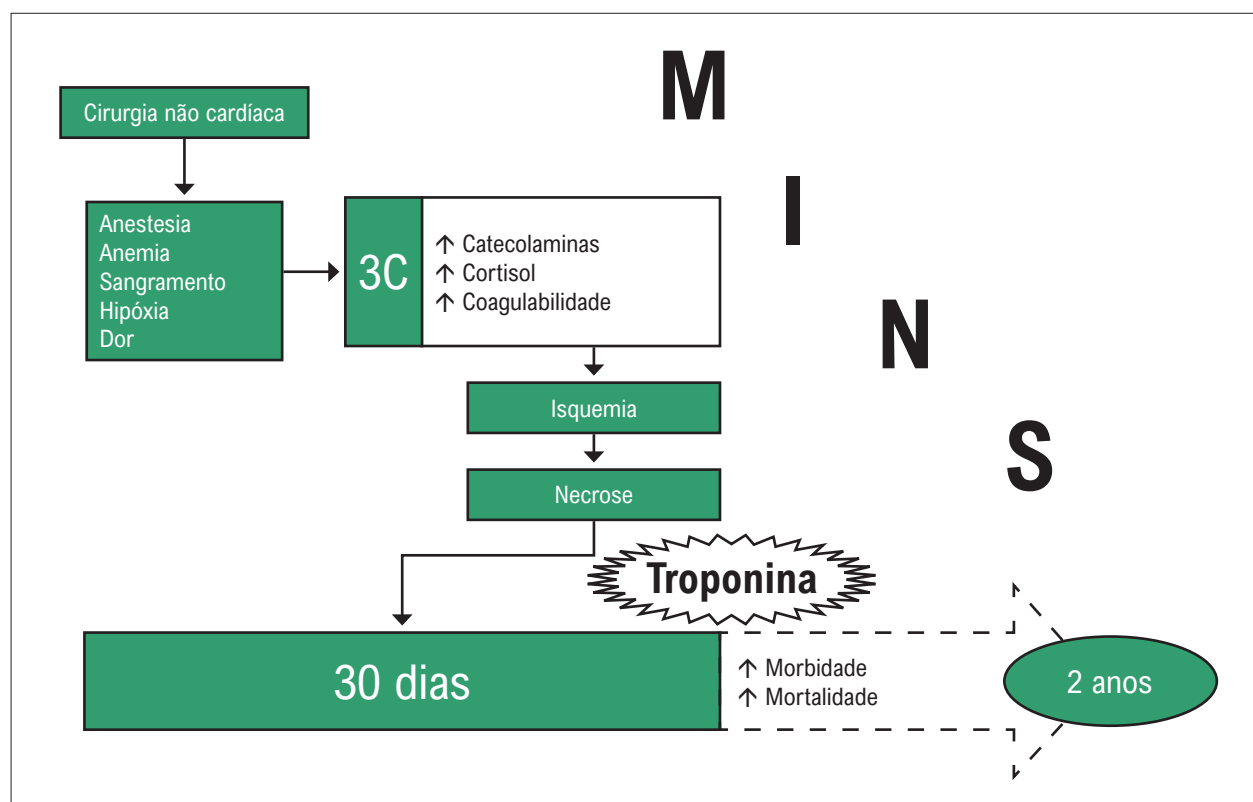 M
I
N
S
Cirurgia não cardíaca
Anestesia
Anemia
Sangramento
Hipóxia
Dor
3C
↑ Catecolaminas
↑ Cortisol
↑ Coagulabilidade
Isquemia
Necrose
Troponina
30 dias
↑ Morbidade
↑ Mortalidade
2 anos